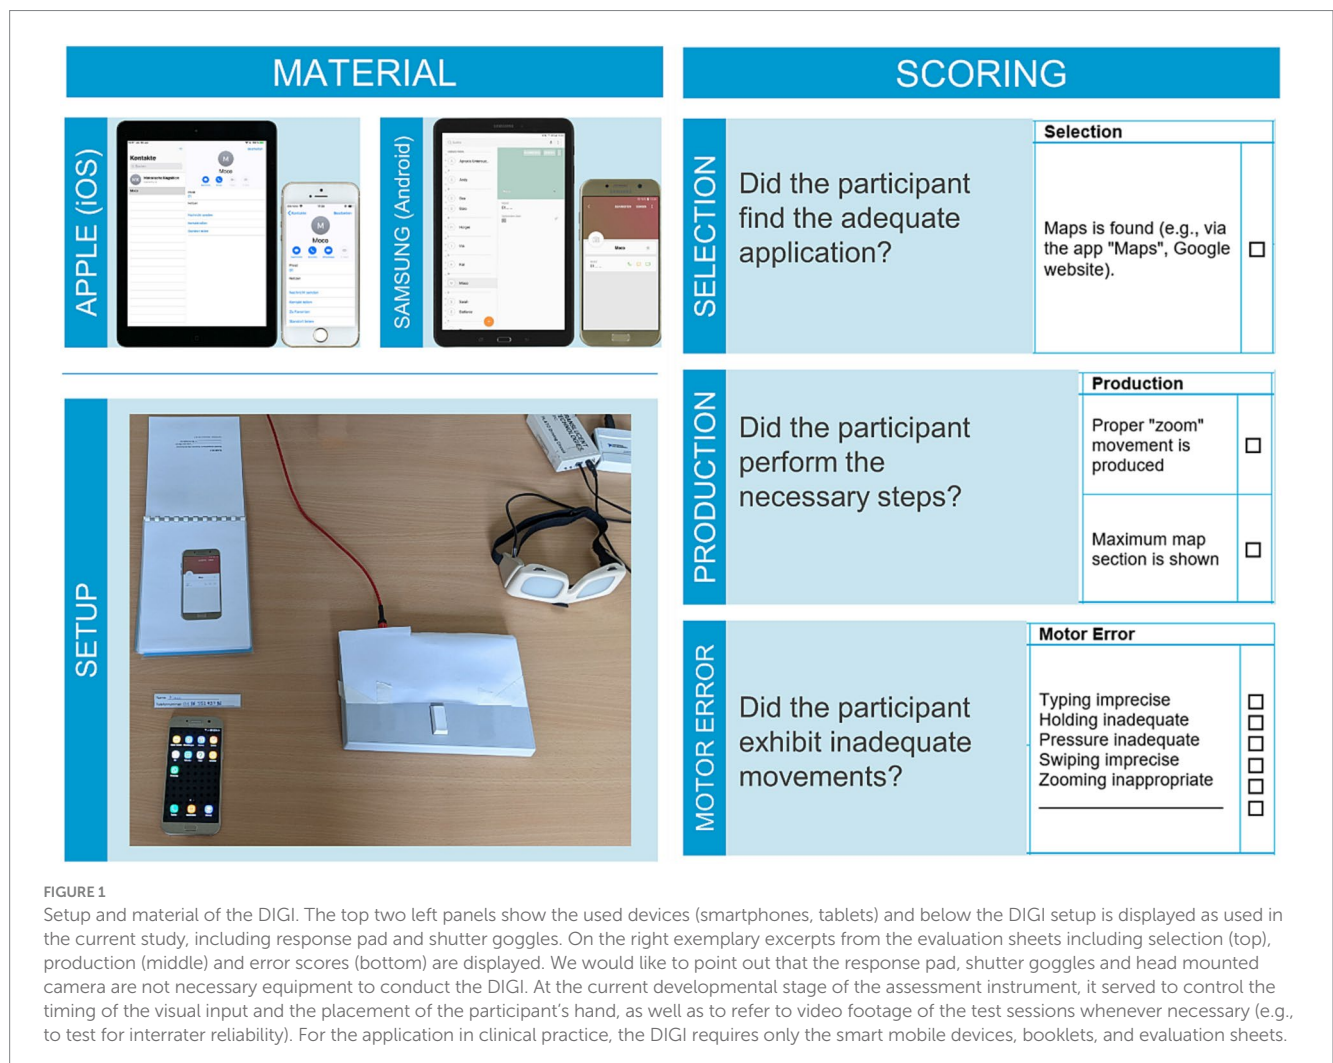 MATERIAL
APPLE (iOS)
Kontakte
M
Moco
M
Moco
SAMSUNG (Android)
SAMSUNG
Moco
SETUP
TRANSLUCENT
TECHNOLOGIES
SCORING
SELECTION
Did the participant
find the adequate
application?
Selection
Maps is found (e.g., via
the app "Maps", Google
website).
PRODUCTION
Did the participant
perform the
necessary steps?
Production
Proper "zoom"
movement is
produced
Maximum map
section is shown
MOTOR ERROR
Did the participant
exhibit inadequate
movements?
Motor Error
Typing imprecise
Holding inadequate
Pressure inadequate
Swiping imprecise
Zooming inappropriate
FIGURE 1
Setup and material of the DIGI. The top two left panels show the used devices (smartphones, tablets) and below the DIGI setup is displayed as used in
the current study, including response pad and shutter goggles. On the right exemplary excerpts from the evaluation sheets including selection (top),
production (middle) and error scores (bottom) are displayed. We would like to point out that the response pad, shutter goggles and head mounted
camera are not necessary equipment to conduct the DIGI. At the current developmental stage of the assessment instrument, it served to control the
timing of the visual input and the placement of the participant's hand, as well as to refer to video footage of the test sessions whenever necessary (e.g.,
to test for interrater reliability). For the application in clinical practice, the DIGI requires only the smart mobile devices, booklets, and evaluation sheets.